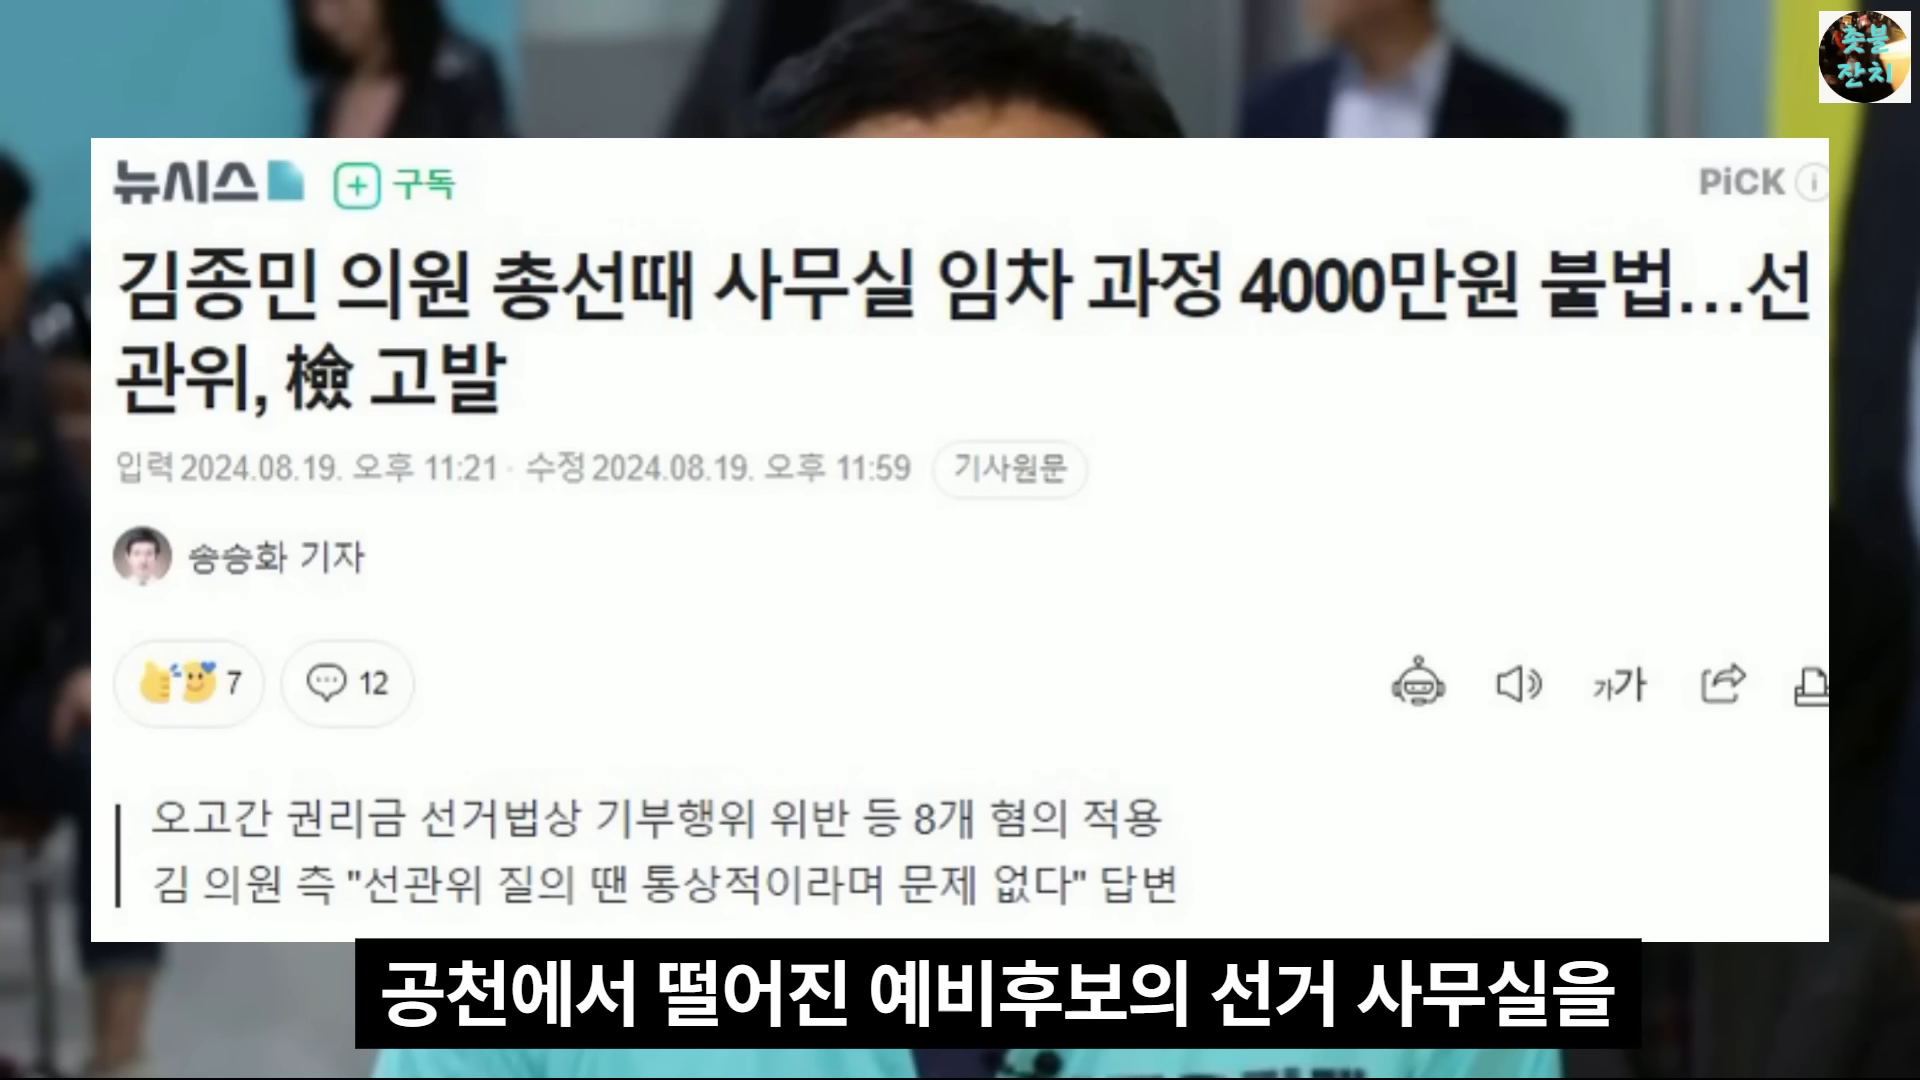 촛불
잔치
뉴시스 구독 PiCK
김종민 의원 총선때 사무실 임차 과정 4000만원 불법…선
관위, 檢 고발
입력 2024.08.19. 오후 11:21 · 수정 2024.08.19. 오후 11:59 기사원문
송승화 기자
7 12
가가
오고간 권리금 선거법상 기부행위 위반 등 8개 혐의 적용
김 의원 측 "선관위 질의 땐 통상적이라며 문제 없다" 답변
공천에서 떨어진 예비후보의 선거 사무실을